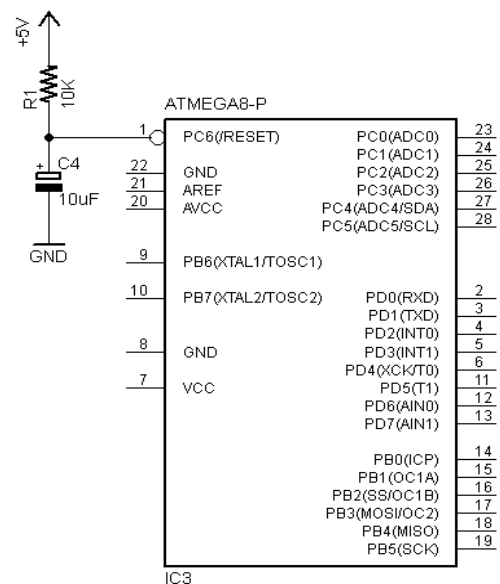 +5V
R1
10K
ATMEGA8-P
1 PC6(/RESET) PC0(ADC0) 23
PC1(ADC1) 24
+ C4
22 GND PC2(ADC2) 25
21 AREF PC3(ADC3) 26
10uF
20 AVCC PC4(ADC4/SDA) 27
PC5(ADC5/SCL) 28
GND
9 PB6(XTAL1/TOSC1)
10 PB7(XTAL2/TOSC2) PD0(RXD) 2
PD1(TXD) 3
PD2(INT0) 4
8 GND PD3(INT1) 5
PD4(XCK/T0) 6
7 VCC PD5(T1) 11
PD6(AIN0) 12
PD7(AIN1) 13
PB0(ICP) 14
PB1(OC1A) 15
PB2(SS/OC1B) 16
PB3(MOSI/OC2) 17
PB4(MISO) 18
PB5(SCK) 19
IC3